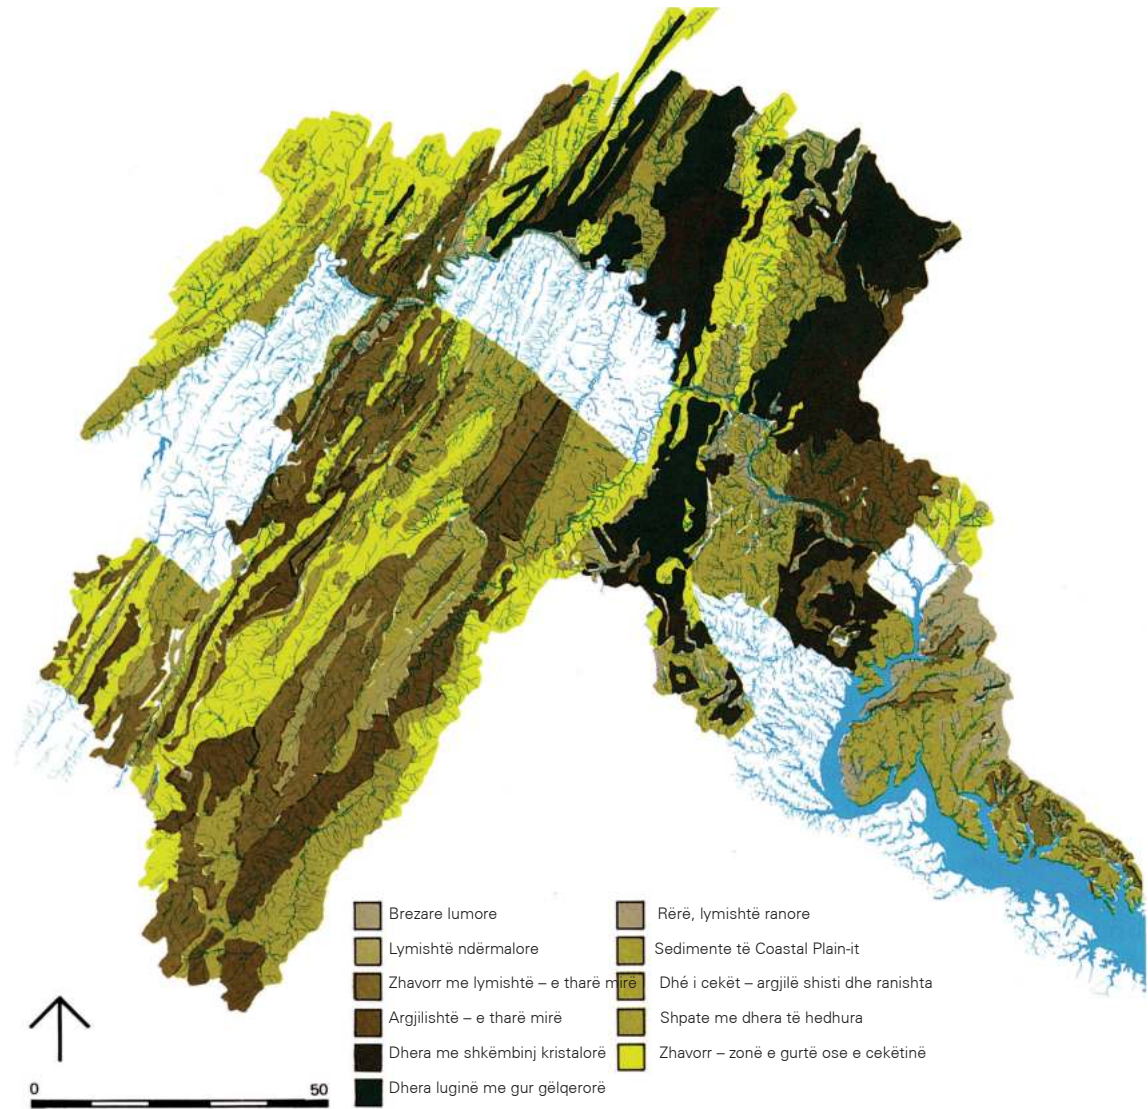 Brezare lumore
Lymishtë ndërmalore
Zhavorr me lymishtë – e tharë mirë
Argjilishtë – e tharë mirë
Dhera me shkëmbinj kristalorë
Dhera luginë me gur gëlqerorë
Rërë, lymishtë ranore
Sedimente të Coastal Plain-it
Dhé i cekët – argjilë shisti dhe ranishta
Shpate me dhera të hedhura
Zhavorr – zonë e gurtë ose e cekëtinë
0 50